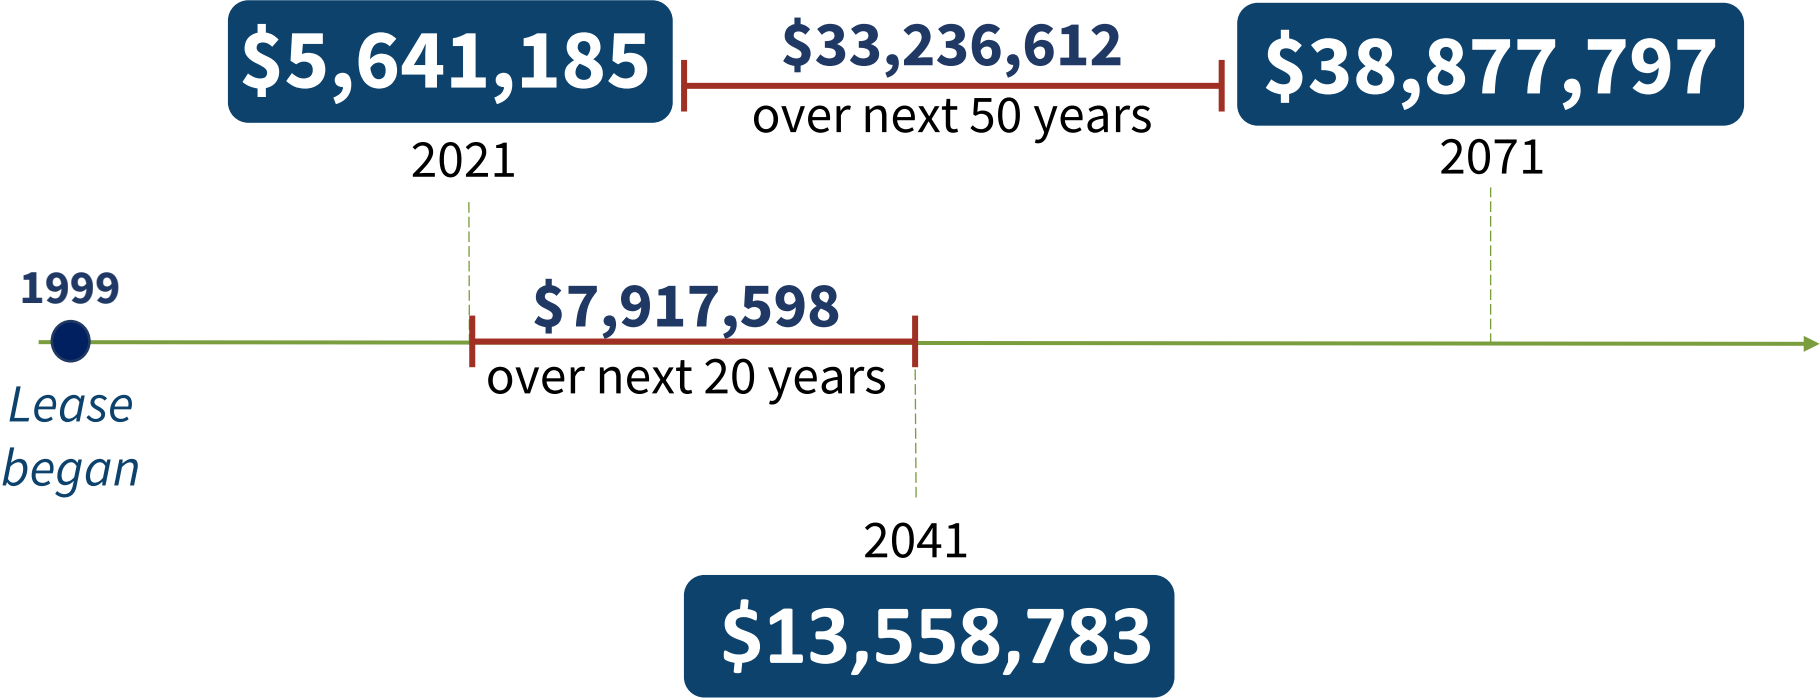 $5,641,185
$33,236,612
$38,877,797
over next 50 years
2021
2071
1999
$7,917,598
over next 20 years
Lease
began
2041
$13,558,783